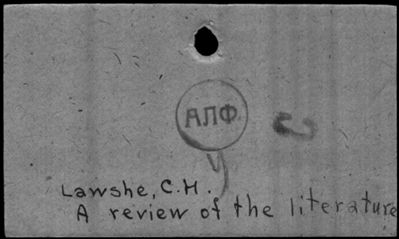 АЛФ
Lawshe, C.H.
A review of the literature